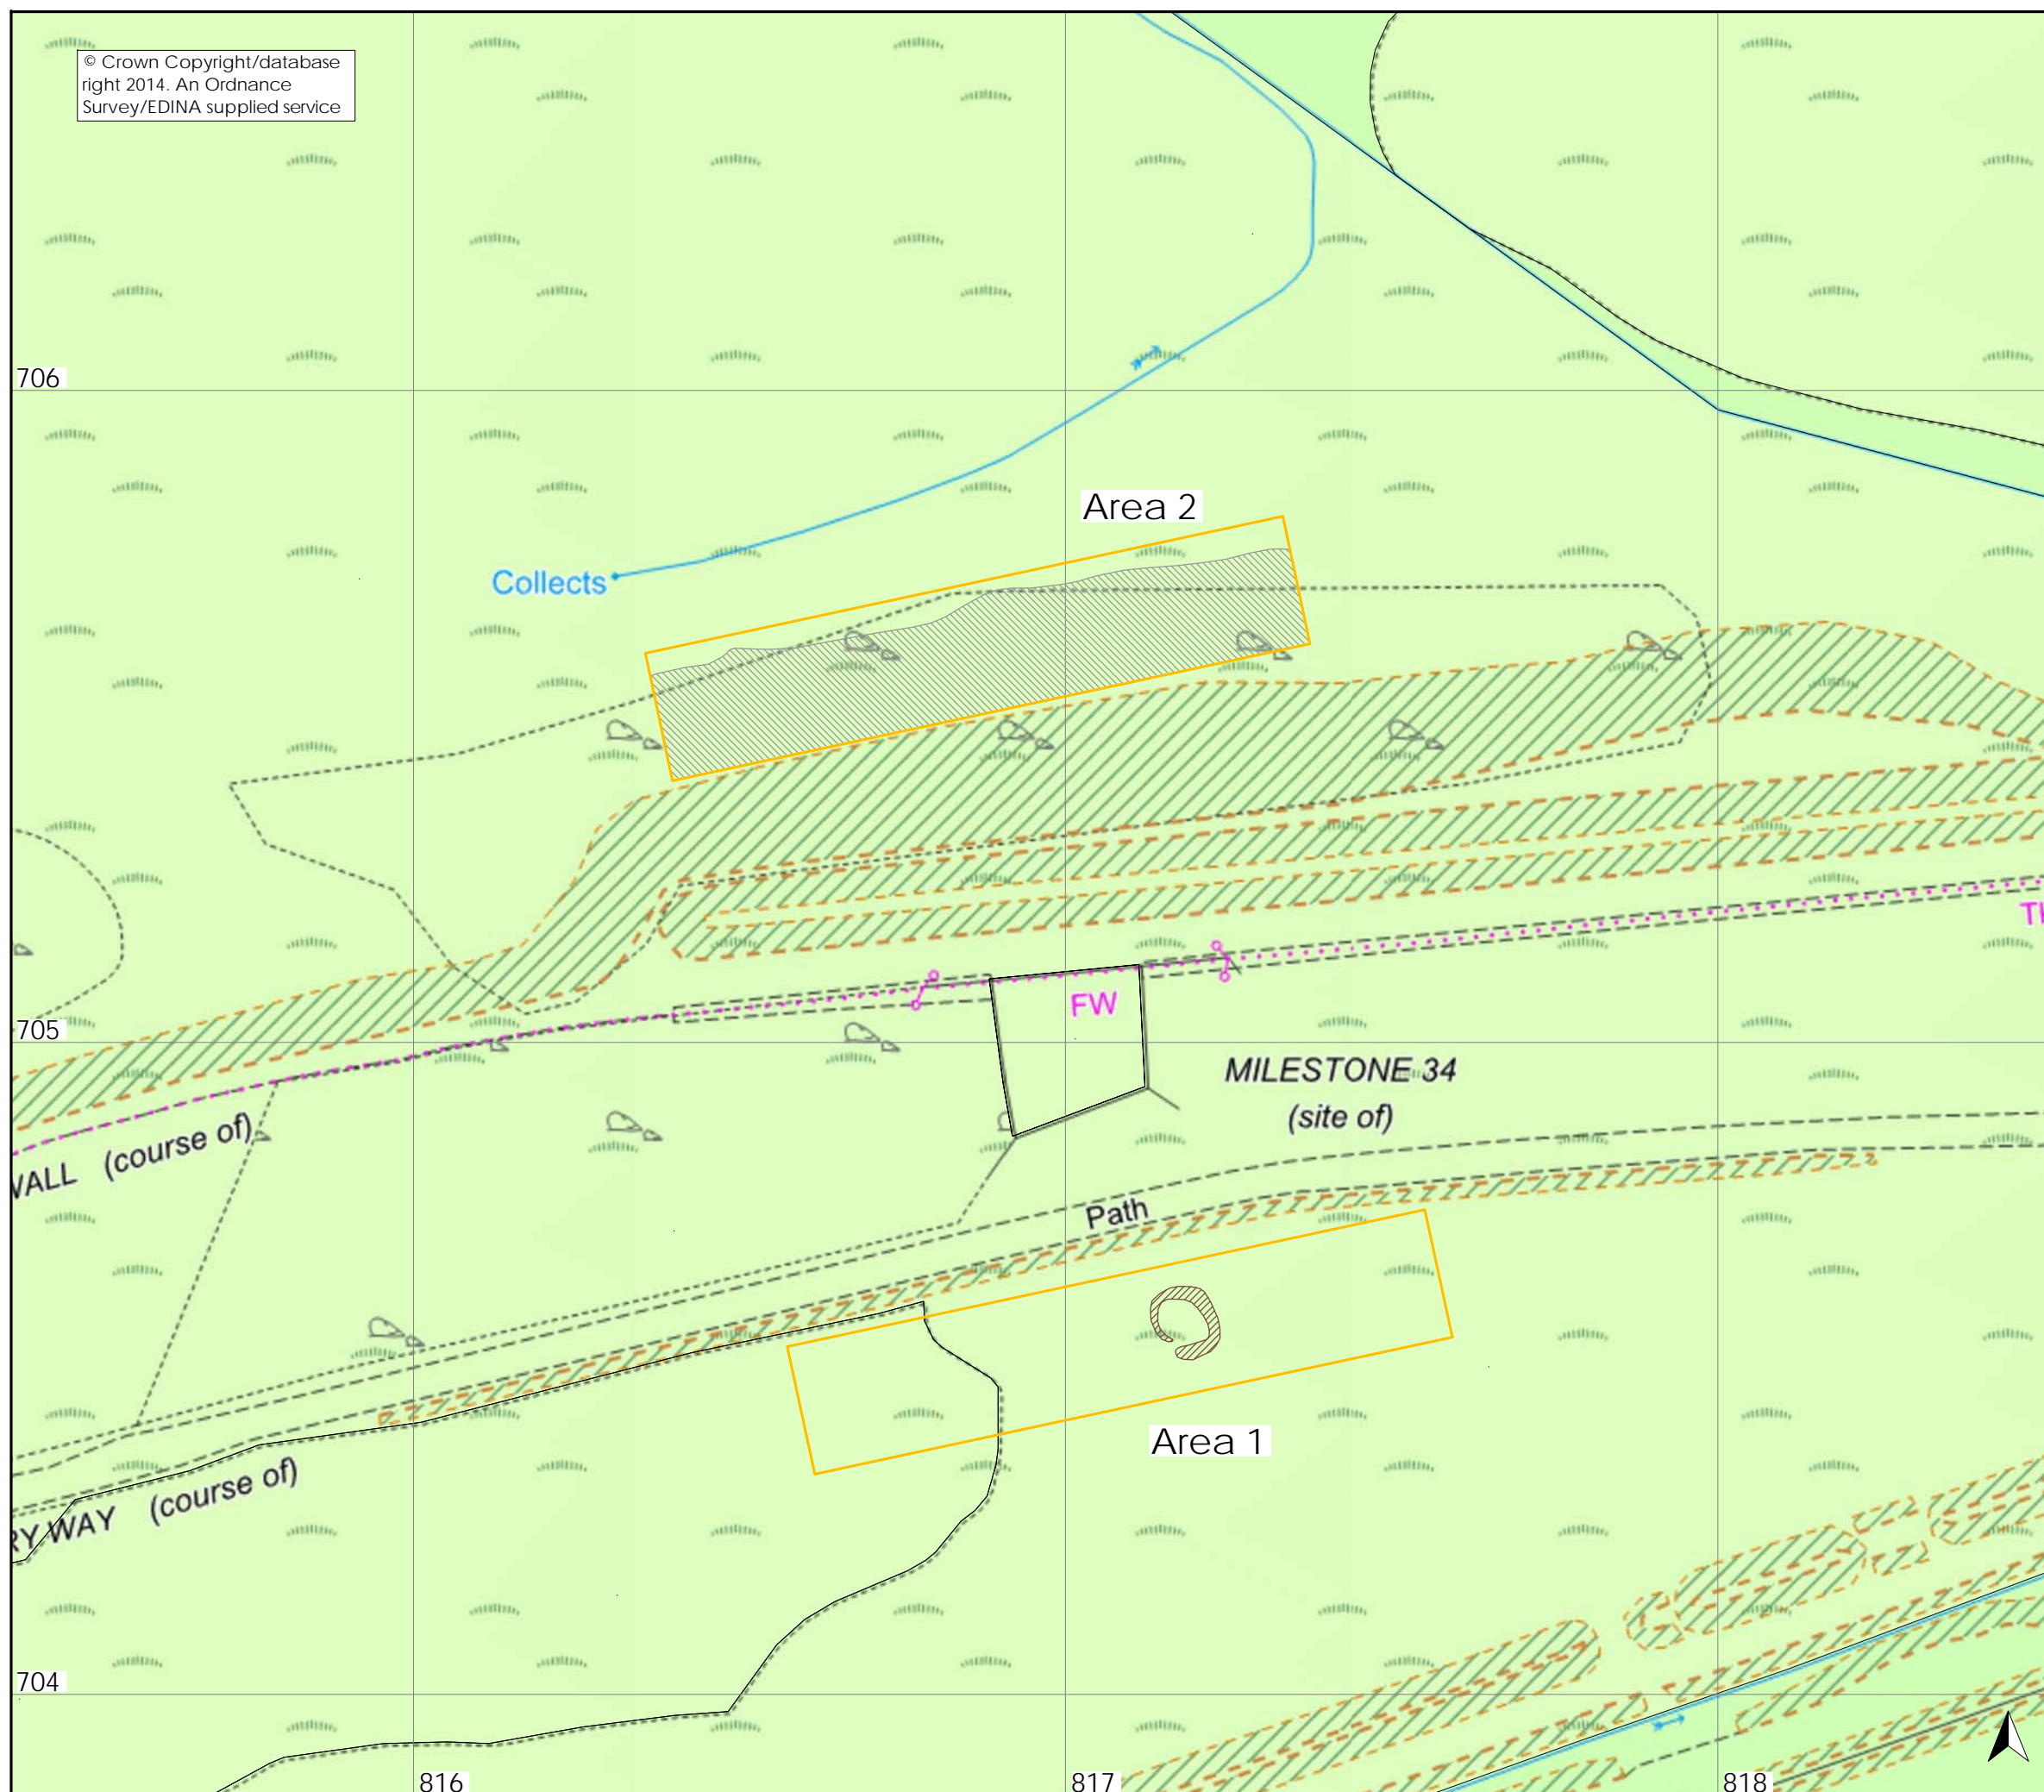 © Crown Copyright/database
right 2014. An Ordnance
Survey/EDINA supplied service
706
Area 2
Collects
705
FW
MILESTONE 34
(site of)
WALL (course of)
Path
Area 1
RY WAY (course of)
704
816
817
818